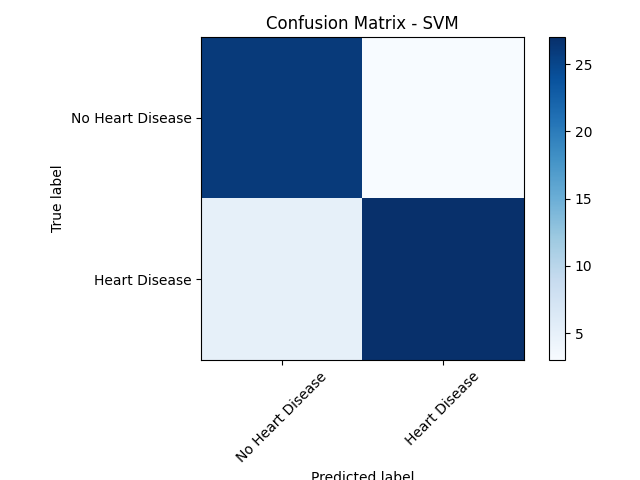 Confusion Matrix - SVM
No Heart Disease
Heart Disease
True label
25
20
15
10
5
No Heart Disease
Heart Disease
Predicted label